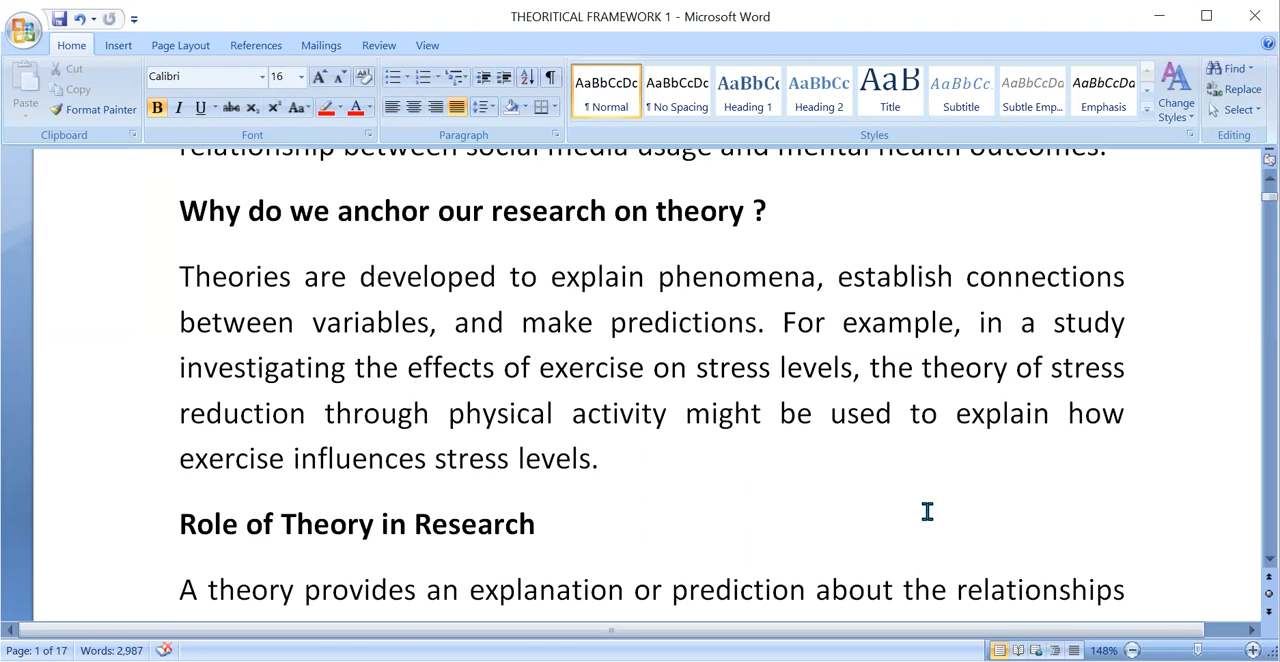 THEORITICAL FRAMEWORK 1 - Microsoft Word
Home Insert Page Layout References Mailings Review View
Paste
Cut
Copy
Format Painter
Clipboard
Calibri 16
B I U abc x₂ x² Aa
Font
Paragraph
AaBbCcDc AaBbCcDc AaBbC AaBbCc AaB AaBbCc. AaBbCcDa AaBbCcDa
¶ Normal ¶ No Spacing Heading 1 Heading 2 Title Subtitle Subtle Emp... Emphasis
Change Styles
Styles
Find
Replace
Select
Editing
relationship between social media usage and mental health outcomes.
Why do we anchor our research on theory ?
Theories are developed to explain phenomena, establish connections
between variables, and make predictions. For example, in a study
investigating the effects of exercise on stress levels, the theory of stress
reduction through physical activity might be used to explain how
exercise influences stress levels.
Role of Theory in Research
A theory provides an explanation or prediction about the relationships
Page: 1 of 17 Words: 2,987 148%